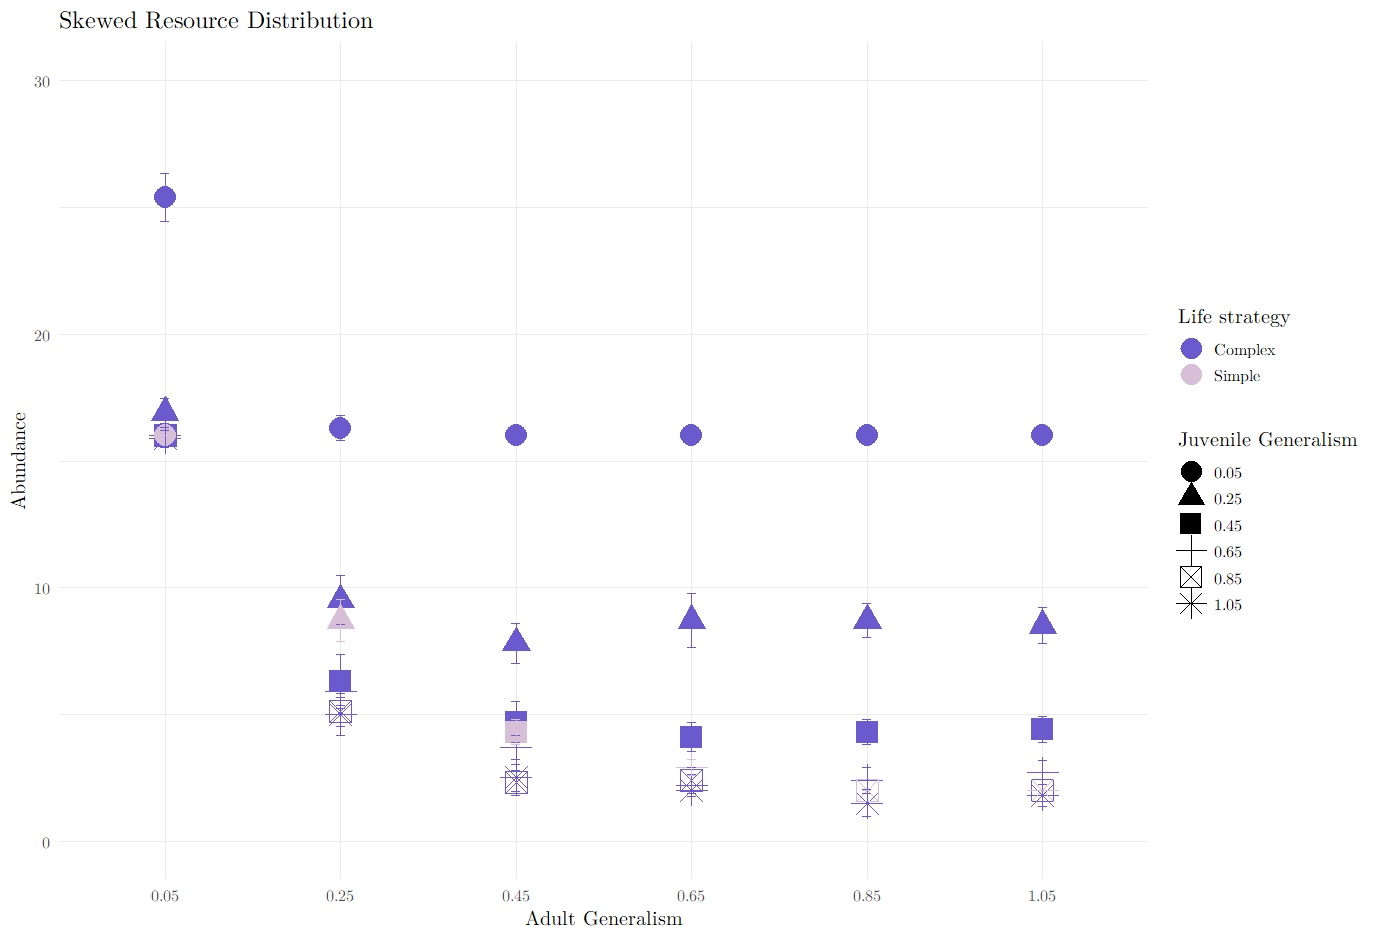 Skewed Resource Distribution
30
20
10
0
Abundance
0.05 0.25 0.45 0.65 0.85 1.05
Adult Generalism
Life strategy
Complex
Simple
Juvenile Generalism
0.05
0.25
0.45
0.65
0.85
1.05